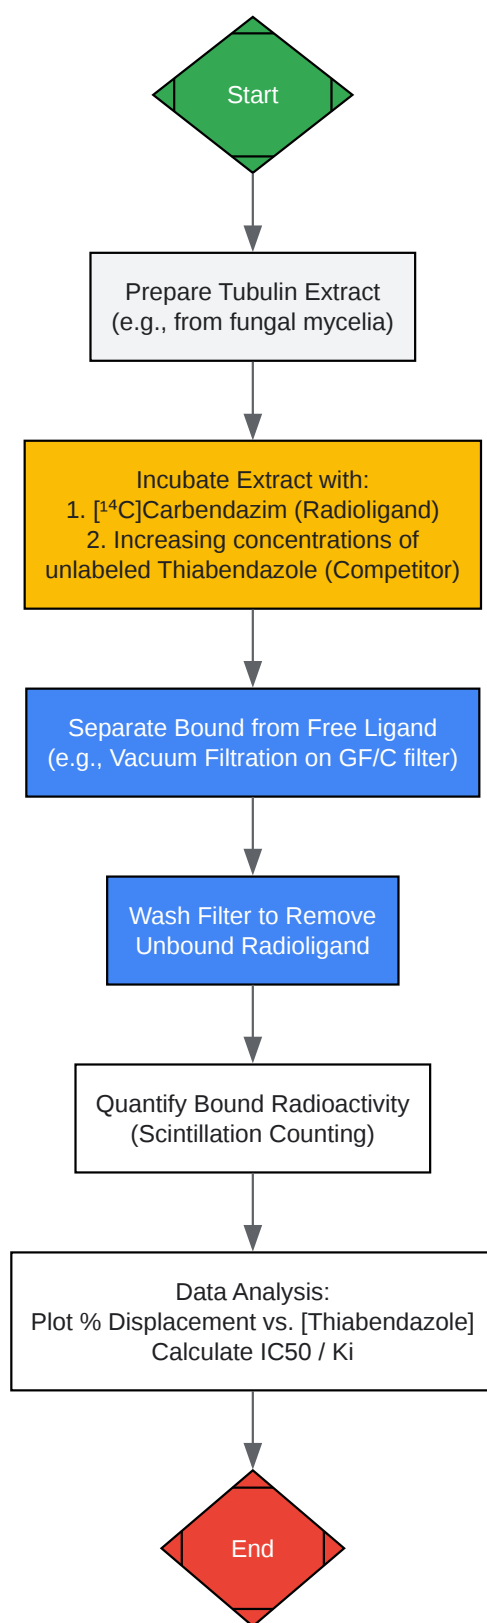 Start
Prepare Tubulin Extract
(e.g., from fungal mycelia)
Incubate Extract with:
1. [¹⁴C]Carbendazim (Radioligand)
2. Increasing concentrations of
unlabeled Thiabendazole (Competitor)
Separate Bound from Free Ligand
(e.g., Vacuum Filtration on GF/C filter)
Wash Filter to Remove
Unbound Radioligand
Quantify Bound Radioactivity
(Scintillation Counting)
Data Analysis:
Plot % Displacement vs. [Thiabendazole]
Calculate IC50 / Ki
End